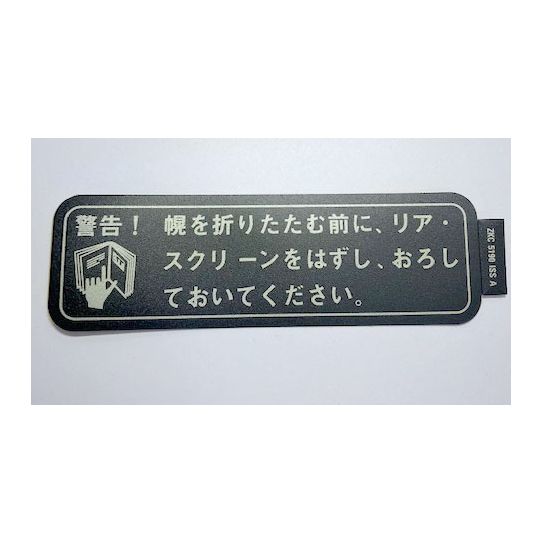 警告！
幌を折りたたむ前に、リア・
スクリーンをはずし、おろし
ておいてください。
ZKC 5190 ISS A